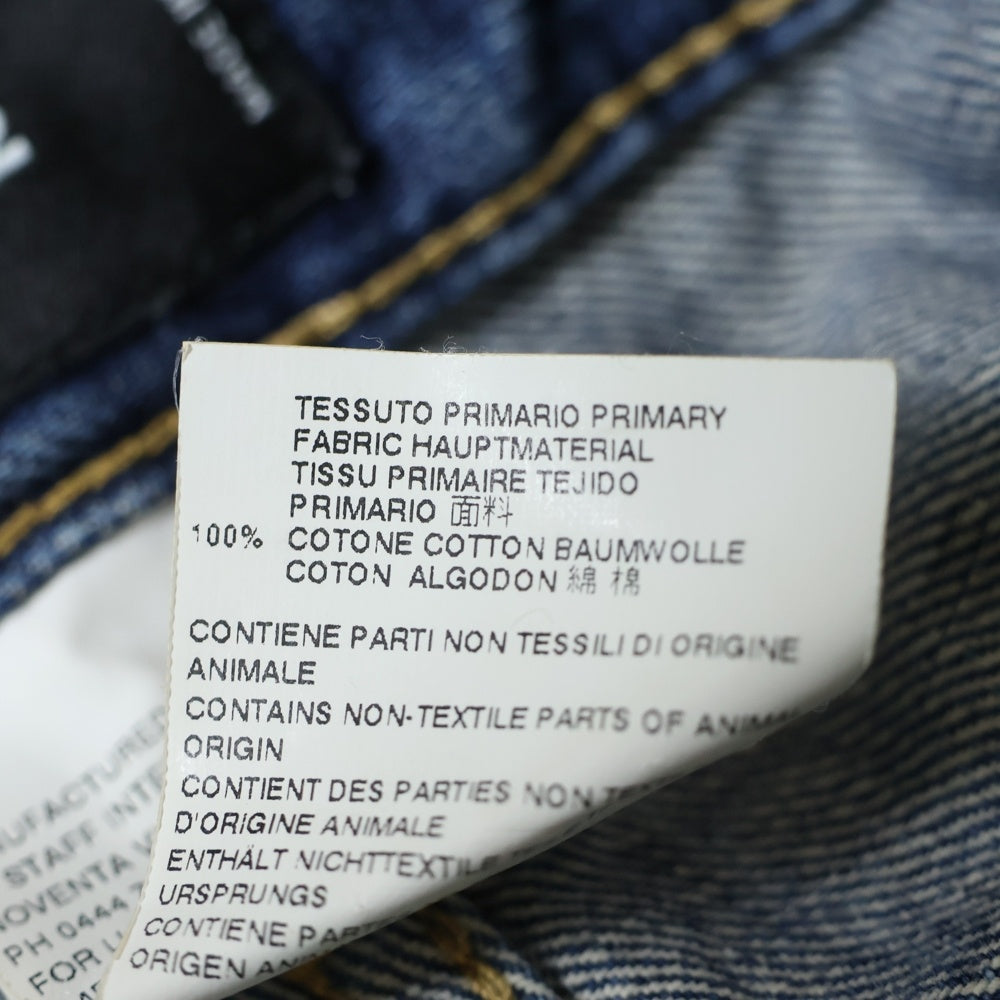 TESSUTO PRIMARIO PRIMARY
FABRIC HAUPTMATERIAL
TISSU PRIMAIRE TEJIDO
PRIMARIO 面料
100% COTONE COTTON BAUMWOLLE
COTON ALGODON 綿 棉
CONTIENE PARTI NON TESSILI DI ORIGINE
ANIMALE
CONTAINS NON-TEXTILE PARTS OF
ORIGIN
CONTIENT DES PARTIES NON
D'ORIGINE ANIMALE
ENTHÄLT
URSPRUNGS
CONTIENE
ORIGEN
STAFF
PH 0444
FOR